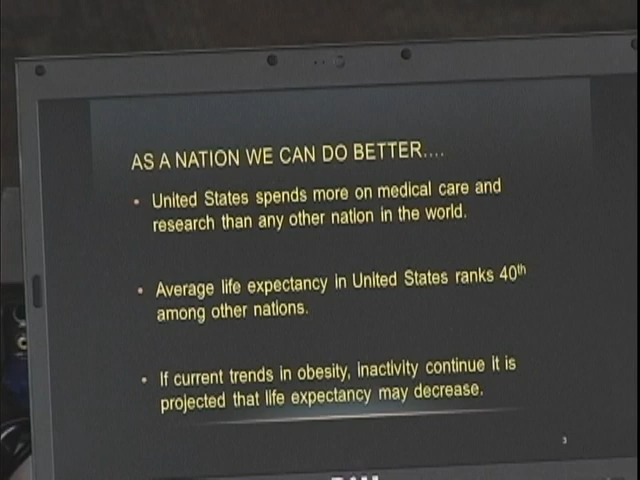 AS A NATION WE CAN DO BETTER....
• United States spends more on medical care and
research than any other nation in the world.
• Average life expectancy in United States ranks 40th
among other nations.
• If current trends in obesity, inactivity continue it is
projected that life expectancy may decrease.
3